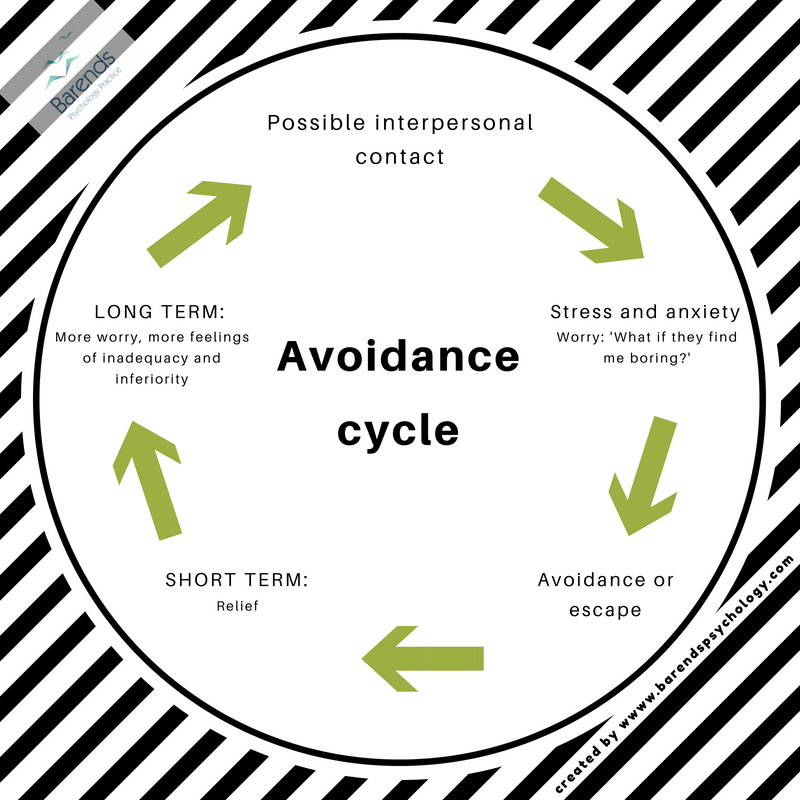 Barends
Psychology Practice
Possible interpersonal
contact
Stress and anxiety
Worry: 'What if they find
me boring?'
Avoidance or
escape
SHORT TERM:
Relief
LONG TERM:
More worry, more feelings
of inadequacy and
inferiority
Avoidance
cycle
created by www.barendspsychology.com